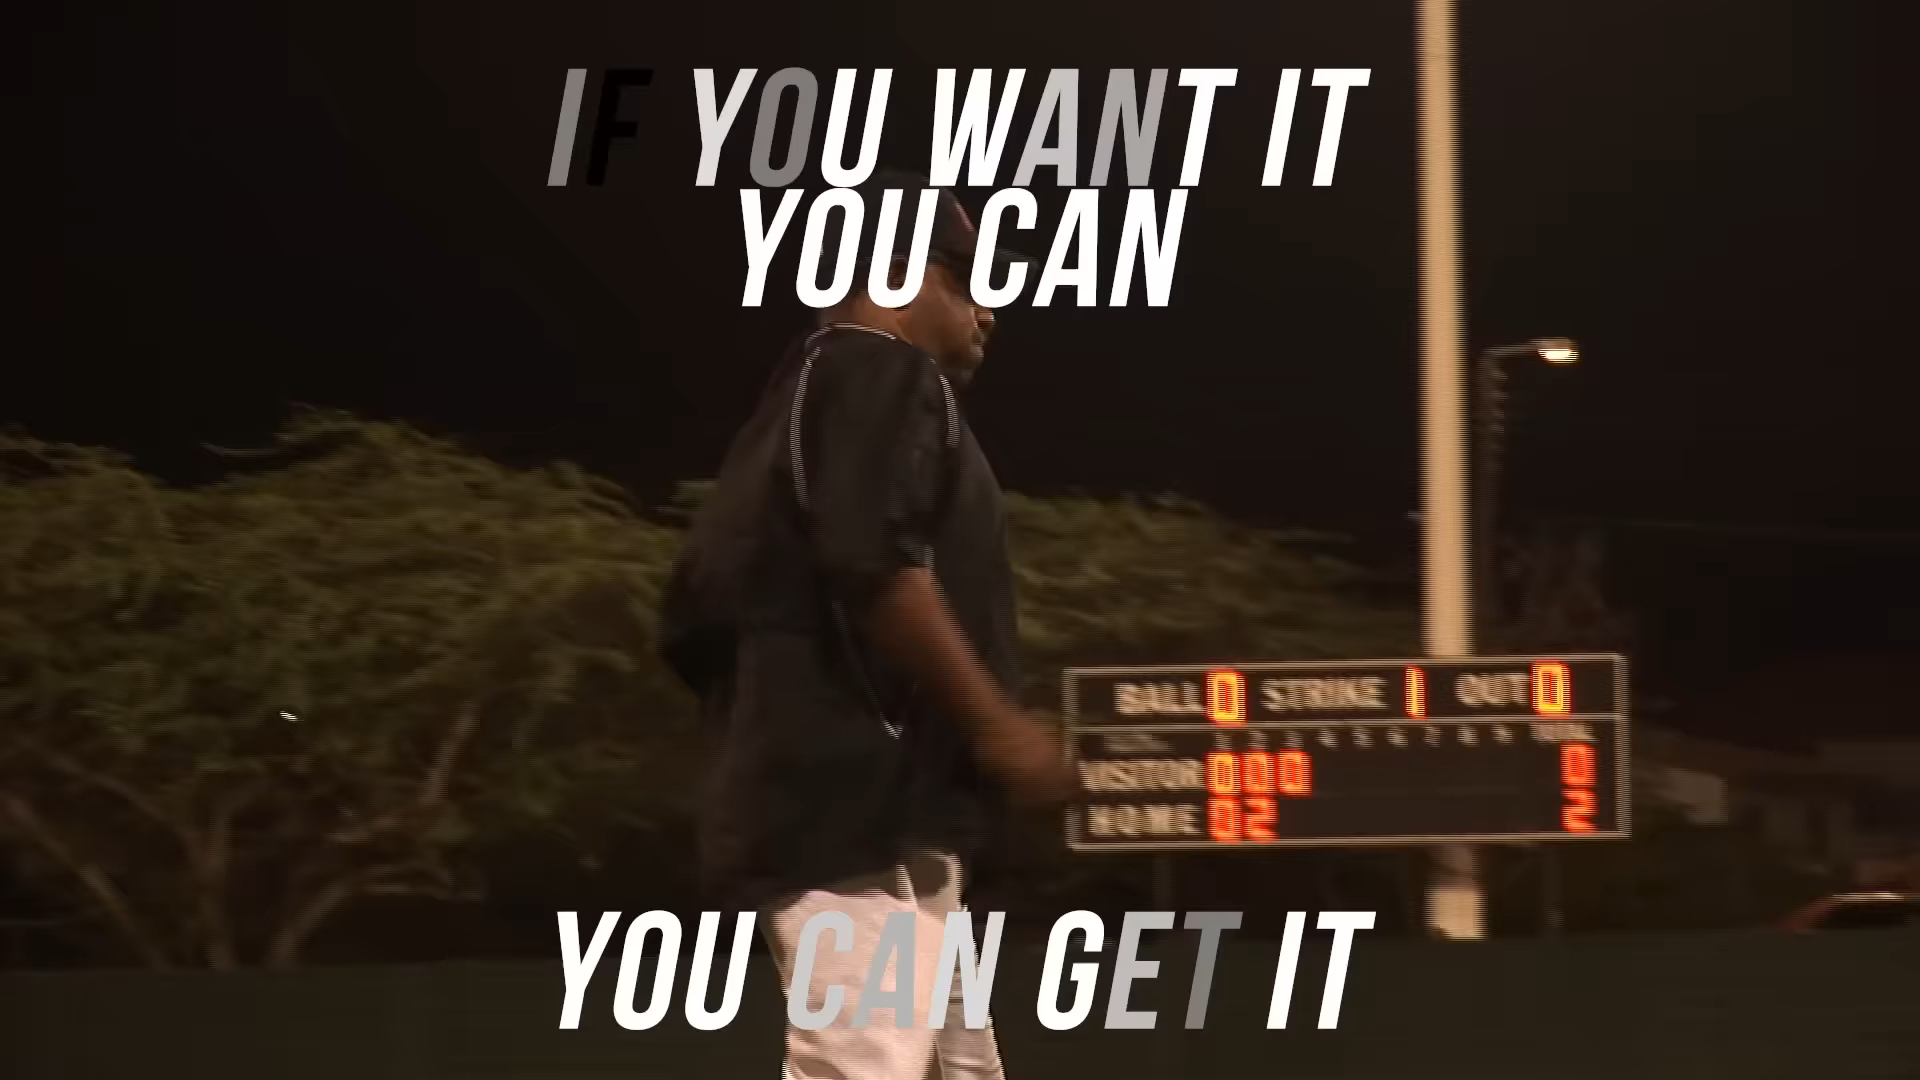 IF YOU WANT IT
YOU CAN
BALL 0 STRIKE 1 OUT 0
VISITOR 0 0 0 0
HOME 0 2 2
YOU CAN GET IT